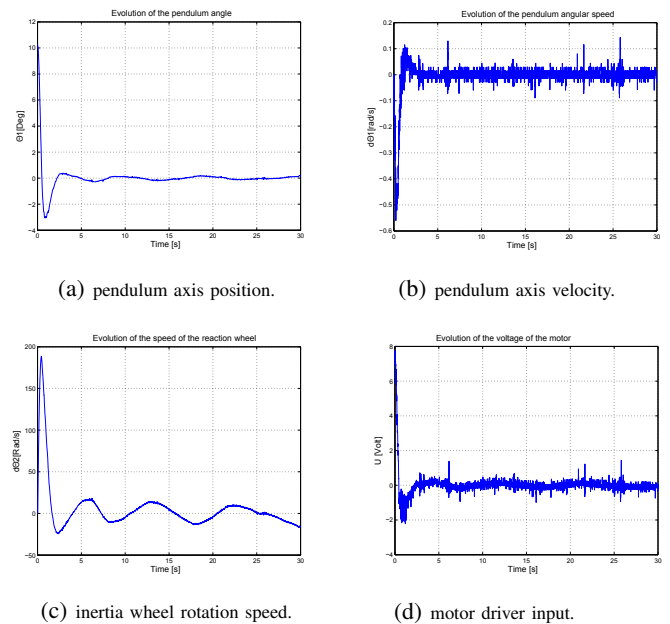 Evolution of the pendulum angle
12
10
8
6
4
2
0
−2
−4
Θ1[Deg]
0 5 10 15 20 25 30
Time [s]
(a) pendulum axis position.
Evolution of the pendulum angular speed
0.2
0.1
0
−0.1
−0.2
−0.3
−0.4
−0.5
−0.6
dΘ1[rad/s]
0 5 10 15 20 25 30
Time [s]
(b) pendulum axis velocity.
Evolution of the speed of the reaction wheel
200
150
100
50
0
−50
dΘ2[Rad/s]
0 5 10 15 20 25 30
Time [s]
(c) inertia wheel rotation speed.
Evolution of the voltage of the motor
8
6
4
2
0
−2
−4
U [Volt]
0 5 10 15 20 25 30
Time [s]
(d) motor driver input.